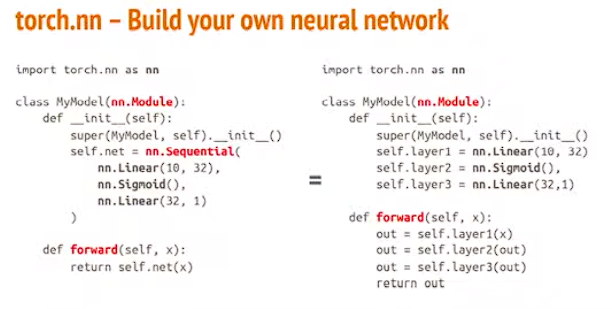 torch.nn – Build your own neural network
import torch.nn as nn
class MyModel(nn.Module):
    def __init__(self):
        super(MyModel, self).__init__()
        self.net = nn.Sequential(
            nn.Linear(10, 32),
            nn.Sigmoid(),
            nn.Linear(32, 1)
        )
    def forward(self, x):
        return self.net(x)
=
import torch.nn as nn
class MyModel(nn.Module):
    def __init__(self):
        super(MyModel, self).__init__()
        self.layer1 = nn.Linear(10, 32)
        self.layer2 = nn.Sigmoid(),
        self.layer3 = nn.Linear(32,1)
    def forward(self, x):
        out = self.layer1(x)
        out = self.layer2(out)
        out = self.layer3(out)
        return out